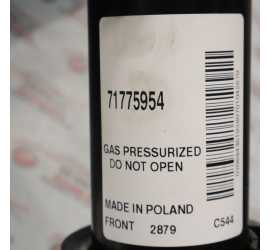 71775954
GAS PRESSURIZED
DO NOT OPEN
MADE IN POLAND
FRONT 2879 C544